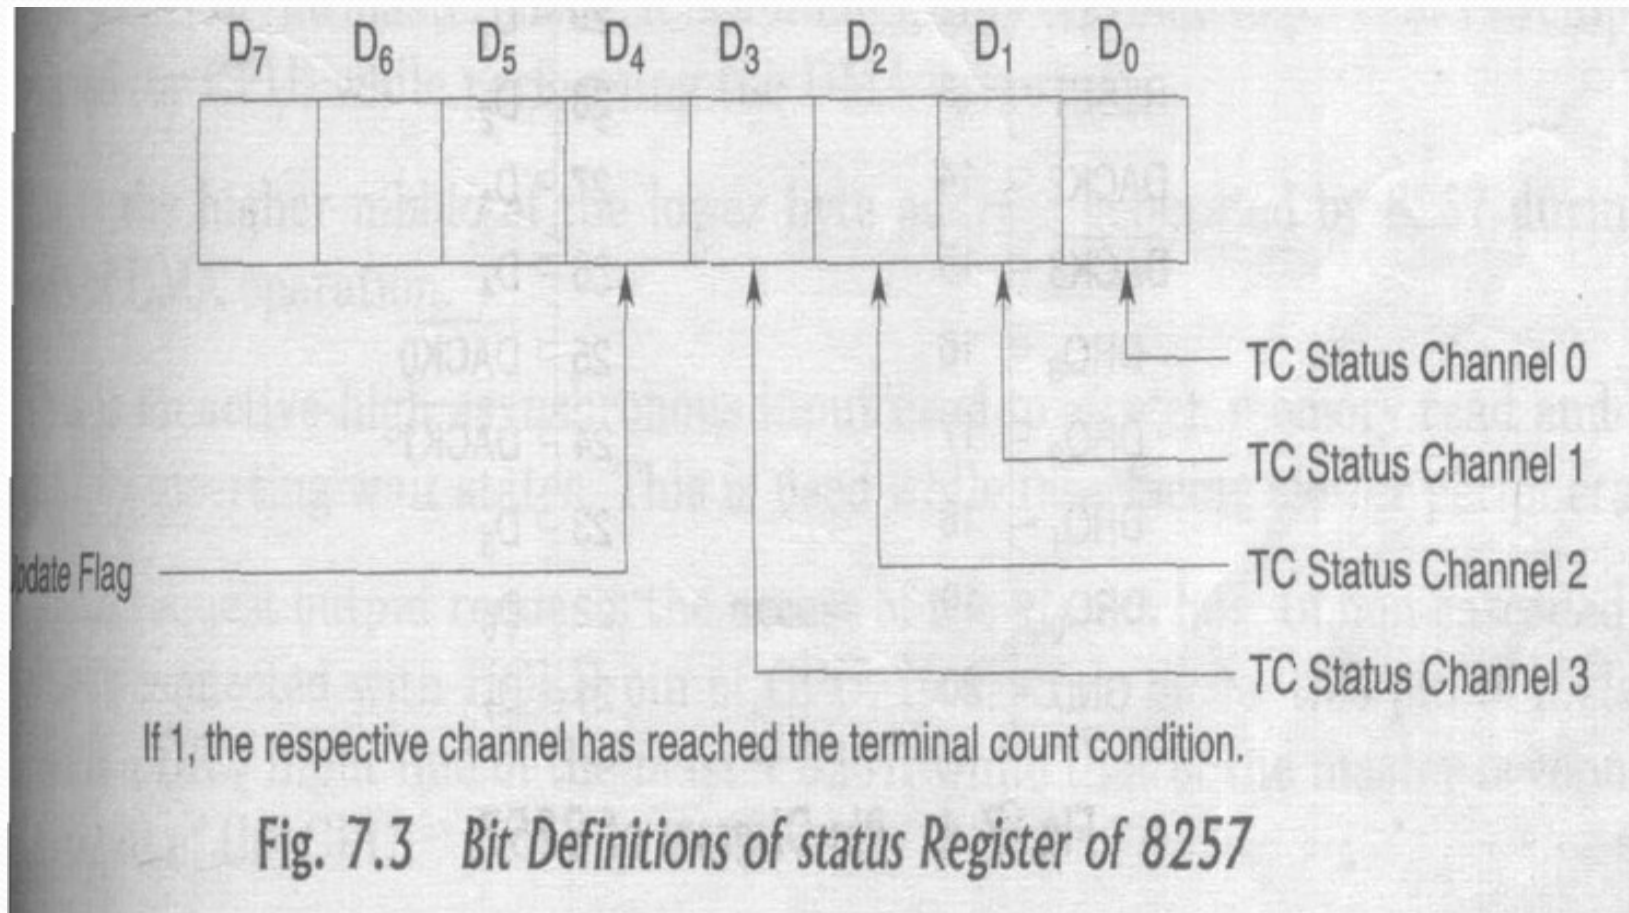 D7 D6 D5 D4 D3 D2 D1 D0
TC Status Channel 0
TC Status Channel 1
TC Status Channel 2
Flag
TC Status Channel 3
If 1, the respective channel has reached the terminal count condition.
Fig. 7.3 Bit Definitions of status Register of 8257